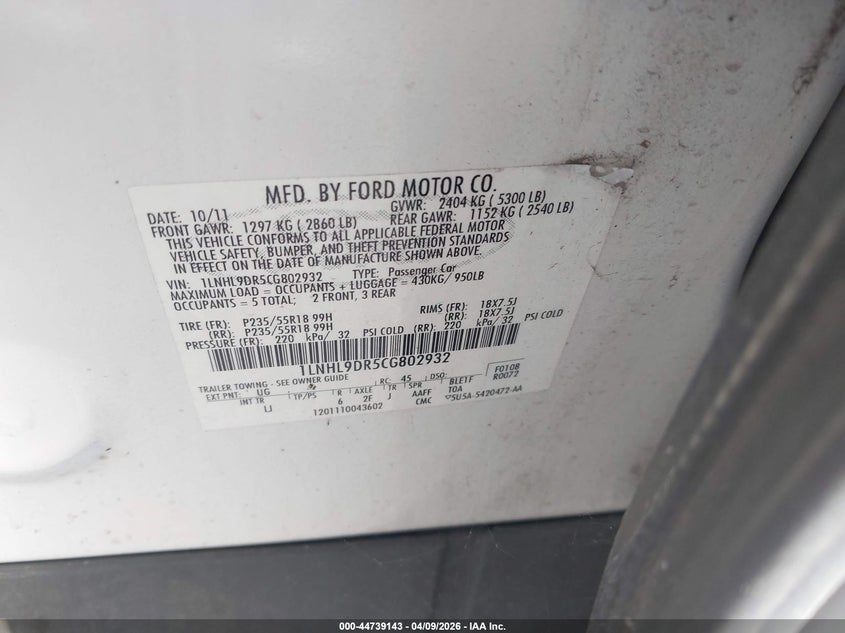 MFD. BY FORD MOTOR CO.
DATE: 10/11 GVWR: 2404 KG ( 5300 LB)
FRONT GAWR: 1297 KG ( 2860 LB) REAR GAWR: 1152 KG ( 2540 LB)
THIS VEHICLE CONFORMS TO ALL APPLICABLE FEDERAL MOTOR
VEHICLE SAFETY, BUMPER, AND THEFT PREVENTION STANDARDS
IN EFFECT ON THE DATE OF MANUFACTURE SHOWN ABOVE.
VIN: 1LNHL9DR5CG802932 TYPE: Passenger Car
MAXIMUM LOAD = OCCUPANTS + LUGGAGE = 430KG/ 950LB
OCCUPANTS = 5 TOTAL; 2 FRONT, 3 REAR
TIRE (FR): P235/55R18 99H RIMS (FR): 18X7.5J
(RR): P235/55R18 99H (RR): 18X7.5J
PRESSURE (FR): 220 kPa/ 32 PSI COLD (RR): 220 kPa/ 32 PSI COLD
1LNHL9DR5CG802932
F0108
R0072
TRAILER TOWING - SEE OWNER GUIDE RC: 45 DSO:
EXT PNT: UG R AXLE TR SPR BLETF
INT TR TP/PS 6 2F J AAFF TOA
LJ 1201110043602 CMC 5U5A-5420472-AA
000-44739143 - 04/09/2026 - IAA Inc.